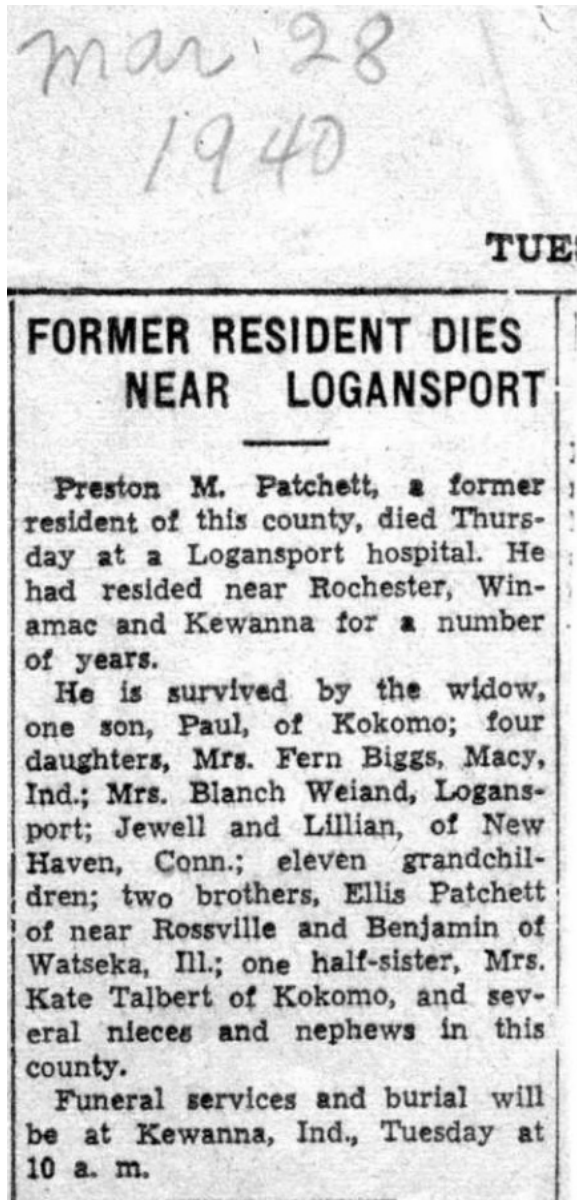 Mar 28
1940
TUES
FORMER RESIDENT DIES
NEAR LOGANSPORT
Preston M. Patchett, a former
resident of this county, died Thurs-
day at a Logansport hospital. He
had resided near Rochester, Win-
amac and Kewanna for a number
of years.
He is survived by the widow,
one son, Paul, of Kokomo; four
daughters, Mrs. Fern Biggs, Macy,
Ind.; Mrs. Blanch Weiand, Logans-
port; Jewell and Lillian, of New
Haven, Conn.; eleven grandchil-
dren; two brothers, Ellis Patchett
of near Rossville and Benjamin of
Watseka, Ill.; one half-sister, Mrs.
Kate Talbert of Kokomo, and sev-
eral nieces and nephews in this
county.
Funeral services and burial will
be at Kewanna, Ind., Tuesday at
10 a. m.